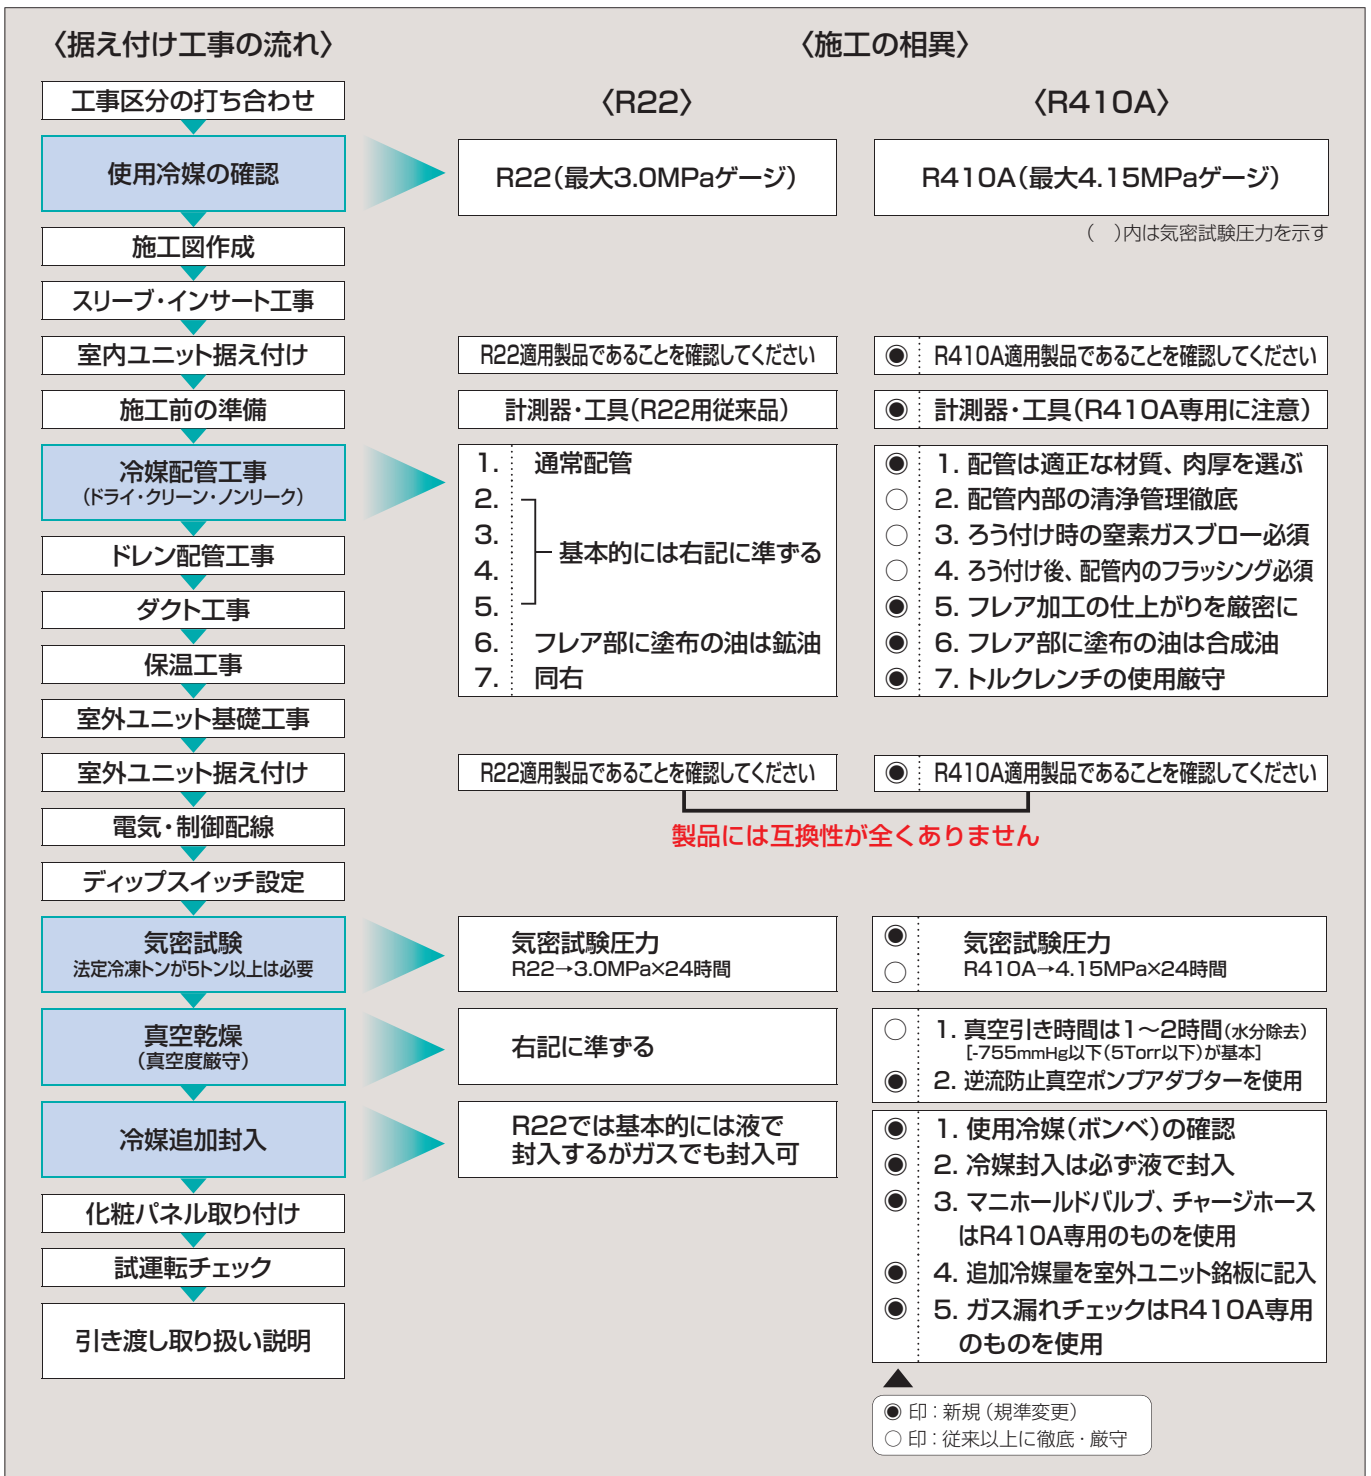 〈据え付け工事の流れ〉
〈施工の相異〉
工事区分の打ち合わせ
〈R22〉
〈R410A〉
使用冷媒の確認
R22（最大3.0MPaゲージ）
R410A（最大4.15MPaゲージ）
（　）内は気密試験圧力を示す
施工図作成
スリーブ・インサート工事
室内ユニット据え付け
R22適用製品であることを確認してください
◉ R410A適用製品であることを確認してください
施工前の準備
計測器・工具（R22用従来品）
◉ 計測器・工具（R410A専用に注意）
冷媒配管工事
（ドライ・クリーン・ノンリーク）
1. 通常配管
2.
3.
4.
5.
基本的には右記に準ずる
6. フレア部に塗布の油は鉱油
7. 同右
◉ 1. 配管は適正な材質、肉厚を選ぶ
○ 2. 配管内部の清浄管理徹底
○ 3. ろう付け時の窒素ガスブロー必須
○ 4. ろう付け後、配管内のフラッシング必須
◉ 5. フレア加工の仕上がりを厳密に
◉ 6. フレア部に塗布の油は合成油
◉ 7. トルクレンチの使用厳守
ドレン配管工事
ダクト工事
保温工事
室外ユニット基礎工事
室外ユニット据え付け
R22適用製品であることを確認してください
◉ R410A適用製品であることを確認してください
製品には互換性が全くありません
電気・制御配線
ディップスイッチ設定
気密試験
法定冷凍トンが5トン以上は必要
気密試験圧力
R22→3.0MPa×24時間
◉ 気密試験圧力
○ R410A→4.15MPa×24時間
真空乾燥
（真空度厳守）
右記に準ずる
○ 1. 真空引き時間は1～2時間（水分除去）
[-755mmHg以下（5Torr以下）が基本]
◉ 2. 逆流防止真空ポンプアダプターを使用
冷媒追加封入
R22では基本的には液で
封入するがガスでも封入可
◉ 1. 使用冷媒（ボンベ）の確認
◉ 2. 冷媒封入は必ず液で封入
◉ 3. マニホールドバルブ、チャージホース
はR410A専用のものを使用
◉ 4. 追加冷媒量を室外ユニット銘板に記入
◉ 5. ガス漏れチェックはR410A専用
のものを使用
化粧パネル取り付け
試運転チェック
引き渡し取り扱い説明
◉ 印：新規（規準変更）
○ 印：従来以上に徹底・厳守